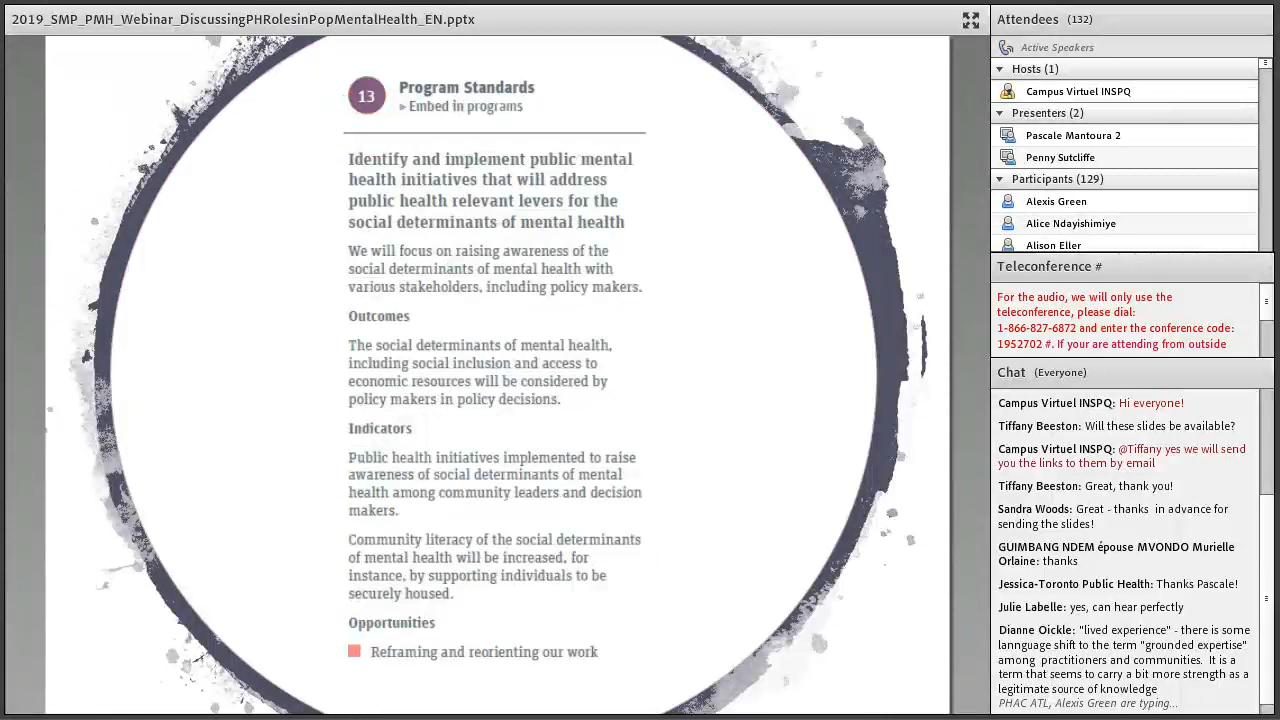 2019_SMP_PMH_Webinar_DiscussingPHRolesinPopMentalHealth_EN.pptx
13
Program Standards
» Embed in programs
Identify and implement public mental
health initiatives that will address
public health relevant levers for the
social determinants of mental health
We will focus on raising awareness of the
social determinants of mental health with
various stakeholders, including policy makers.
Outcomes
The social determinants of mental health,
including social inclusion and access to
economic resources will be considered by
policy makers in policy decisions.
Indicators
Public health initiatives implemented to raise
awareness of social determinants of mental
health among community leaders and decision
makers.
Community literacy of the social determinants
of mental health will be increased, for
instance, by supporting individuals to be
securely housed.
Opportunities
Reframing and reorienting our work
Attendees (132)
Active Speakers
Hosts (1)
Campus Virtuel INSPQ
Presenters (2)
Pascale Mantoura 2
Penny Sutcliffe
Participants (129)
Alexis Green
Alice Ndayishimiye
Alison Eller
Teleconference #
For the audio, we will only use the
teleconference, please dial:
1-866-827-6872 and enter the conference code:
1952702 #. If your are attending from outside
Chat (Everyone)
Campus Virtuel INSPQ: Hi everyone!
Tiffany Beeston: Will these slides be available?
Campus Virtuel INSPQ: @Tiffany yes we will send
you the links to them by email
Tiffany Beeston: Great, thank you!
Sandra Woods: Great - thanks in advance for
sending the slides!
GUIMBANG NDEM épouse MVONDO Murielle
Orlaine: thanks
Jessica-Toronto Public Health: Thanks Pascale!
Julie Labelle: yes, can hear perfectly
Dianne Oickle: "lived experience" - there is some
lannguage shift to the term "grounded expertise"
among practitioners and communities. It is a
term that seems to carry a bit more strength as a
legitimate source of knowledge
PHAC ATL, Alexis Green are typing...